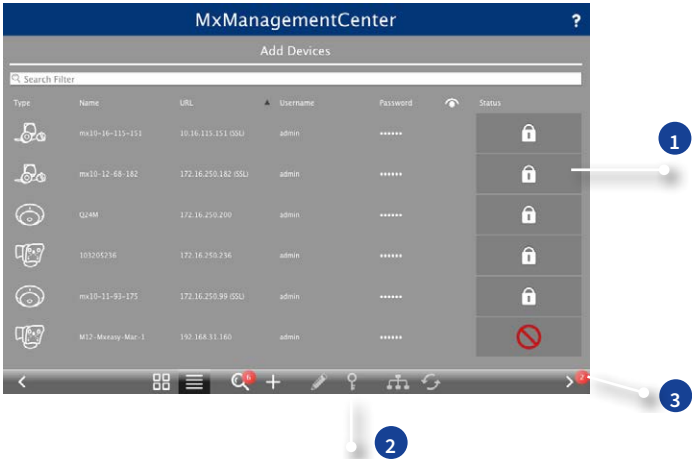 MxManagementCenter ?
Add Devices
Search Filter
Type Name URL Username Password Status
mx10-16-115-151 10.16.115.151 (SSL) admin ••••••
mx10-12-68-182 172.16.250.182 (SSL) admin ••••••
Q24M 172.16.250.200 admin ••••••
103205236 172.16.250.236 admin ••••••
mx10-11-93-175 172.16.250.99 (SSL) admin ••••••
M12-Mxeasy-Mac-1 192.168.31.160 admin ••••••
6 2
1
2
3